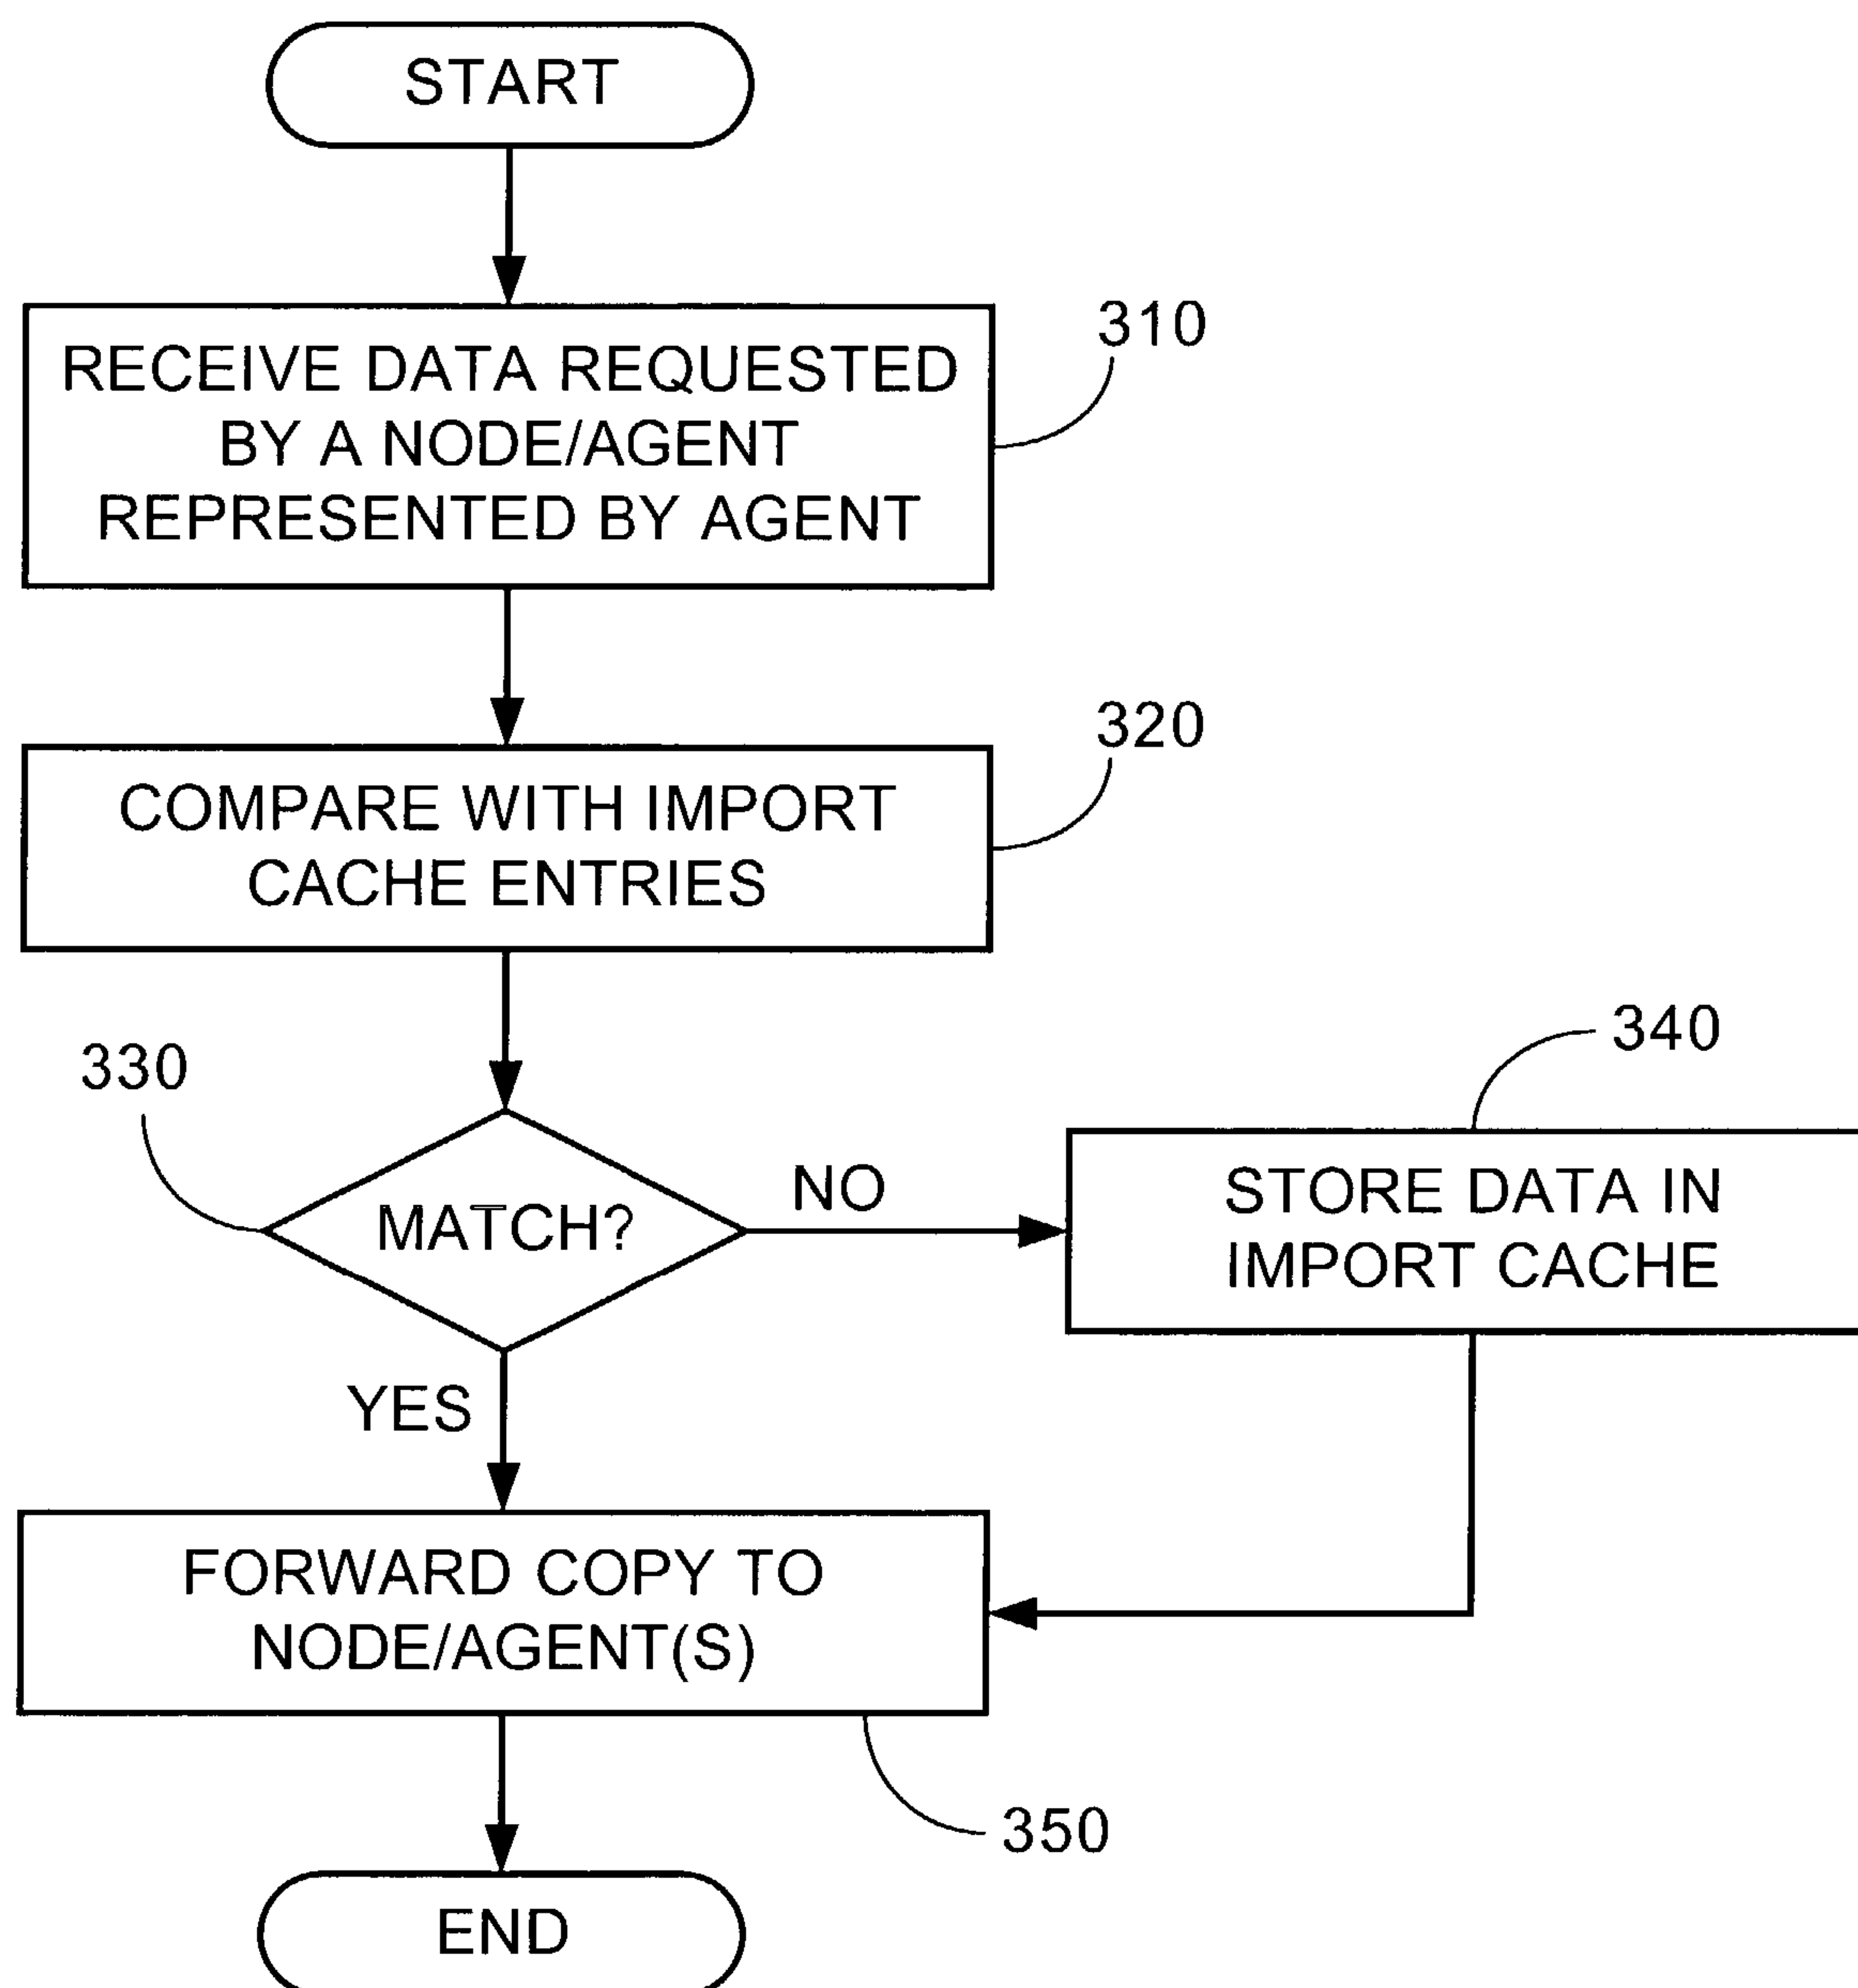 START
310
RECEIVE DATA REQUESTED
BY A NODE/AGENT
REPRESENTED BY AGENT
320
COMPARE WITH IMPORT
CACHE ENTRIES
330
MATCH?
NO
340
STORE DATA IN
IMPORT CACHE
YES
FORWARD COPY TO
NODE/AGENT(S)
350
END